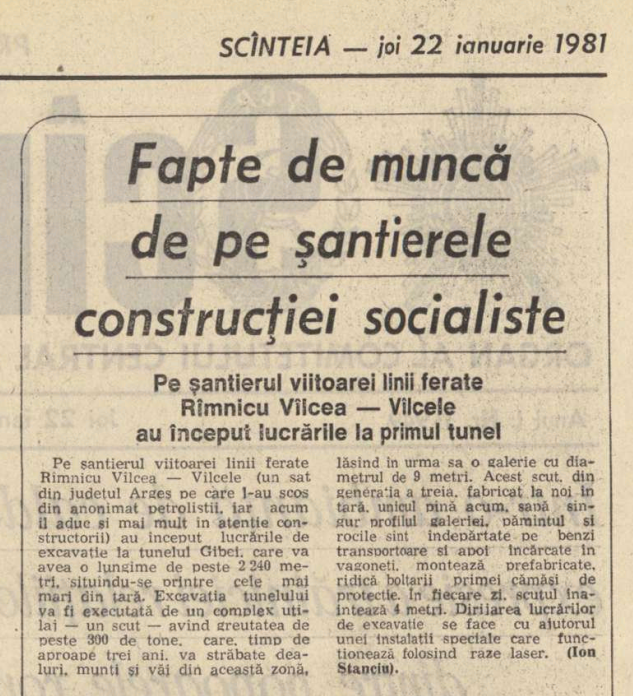 SCÎNTEIA — joi 22 ianuarie 1981
Fapte de muncă
de pe șantierele
construcției socialiste
Pe șantierul viitoarei linii ferate
Rîmnicu Vîlcea — Vîlcele
au început lucrările la primul tunel
Pe șantierul viitoarei linii ferate
Rîmnicu Vîlcea — Vîlcele (un sat
din județul Argeș pe care l-au scos
din anonimat petroliștii, iar acum
îl aduc și mai mult în atenție con-
structorii) au început lucrările de
excavație la tunelul Gibei, care va
avea o lungime de peste 2 240 me-
tri, situindu-se printre cele mai
mari din țară. Excavația tunelului
va fi executată de un complex uti-
laj — un scut — avînd greutatea de
peste 300 de tone, care, timp de
aproape trei ani, va străbate dea-
luri, munți și văi din această zonă,
lăsînd în urma sa o galerie cu dia-
metrul de 9 metri. Acest scut, din
generația a treia, fabricat la noi în
țară, unicul pînă acum, sapă sin-
gur profilul galeriei, pămîntul și
rocile sînt îndepărtate pe benzi
transportoare și apoi încărcate în
vagoneți, montează prefabricate,
ridică boltarii primei cămăși de
protecție. În fiecare zi, scutul îna-
intează 4 metri. Dirijarea lucrărilor
de excavație se face cu ajutorul
unei instalații speciale care func-
ționează folosind raze laser. (Ion
Stanciu).
ORGAN AL COMITETULUI CENTRAL
joi 22 ian
Anul